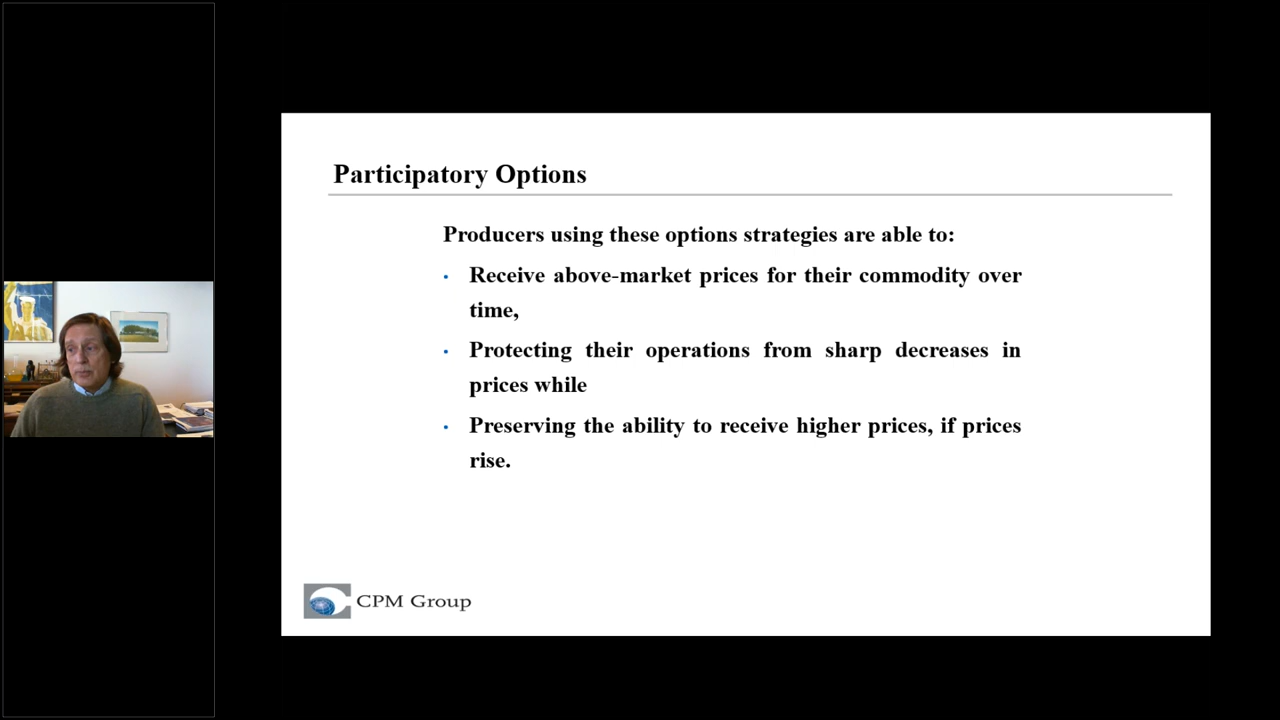 Participatory Options
Producers using these options strategies are able to:
• Receive above-market prices for their commodity over
time,
• Protecting their operations from sharp decreases in
prices while
• Preserving the ability to receive higher prices, if prices
rise.
CPM Group